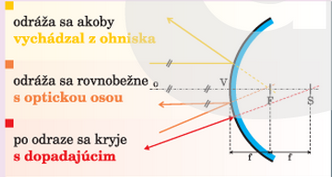 odráža sa akoby
vychádzal z ohniska
odráža sa rovnobežne
s optickou osou
po odraze sa kryje
s dopadajúcim
o
V
F
S
f
f